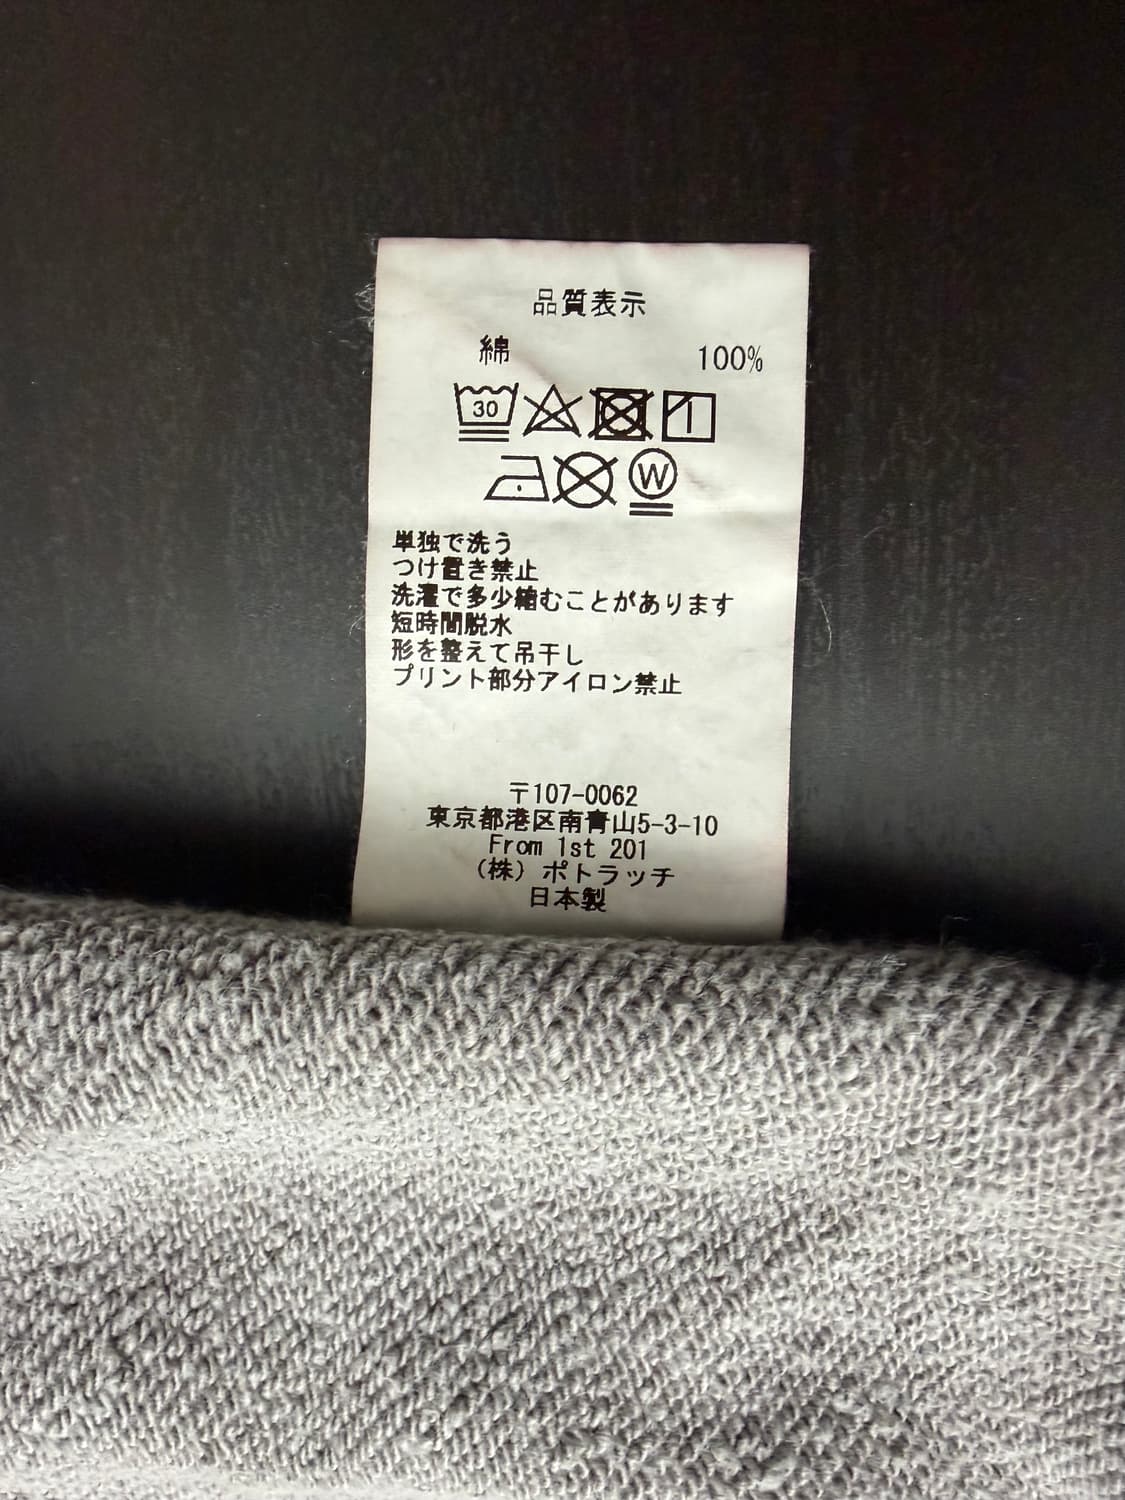 品質表示
綿 100%
30
W
単独で洗う
つけ置き禁止
洗濯で多少縮むことがあります
短時間脱水
形を整えて吊干し
プリント部分アイロン禁止
〒107-0062
東京都港区南青山5-3-10
From 1st 201
(株)ポトラッチ
日本製